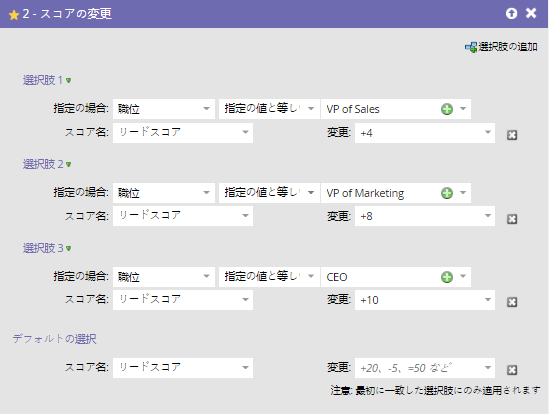 2 - スコアの変更
選択肢の追加
選択肢 1
指定の場合: 職位 指定の値と等しい VP of Sales
スコア名: リードスコア 変更: +4
選択肢 2
指定の場合: 職位 指定の値と等しい VP of Marketing
スコア名: リードスコア 変更: +8
選択肢 3
指定の場合: 職位 指定の値と等しい CEO
スコア名: リードスコア 変更: +10
デフォルトの選択
スコア名: リードスコア 変更: +20、-5、=50 など
注意: 最初に一致した選択肢にのみ適用されます